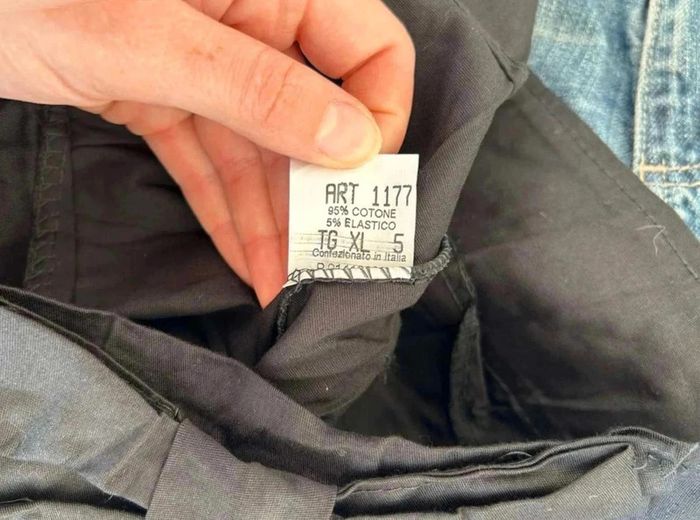 ART 1177
95% COTONE
5% ELASTICO
TG XL 5
Confezionato in Italia